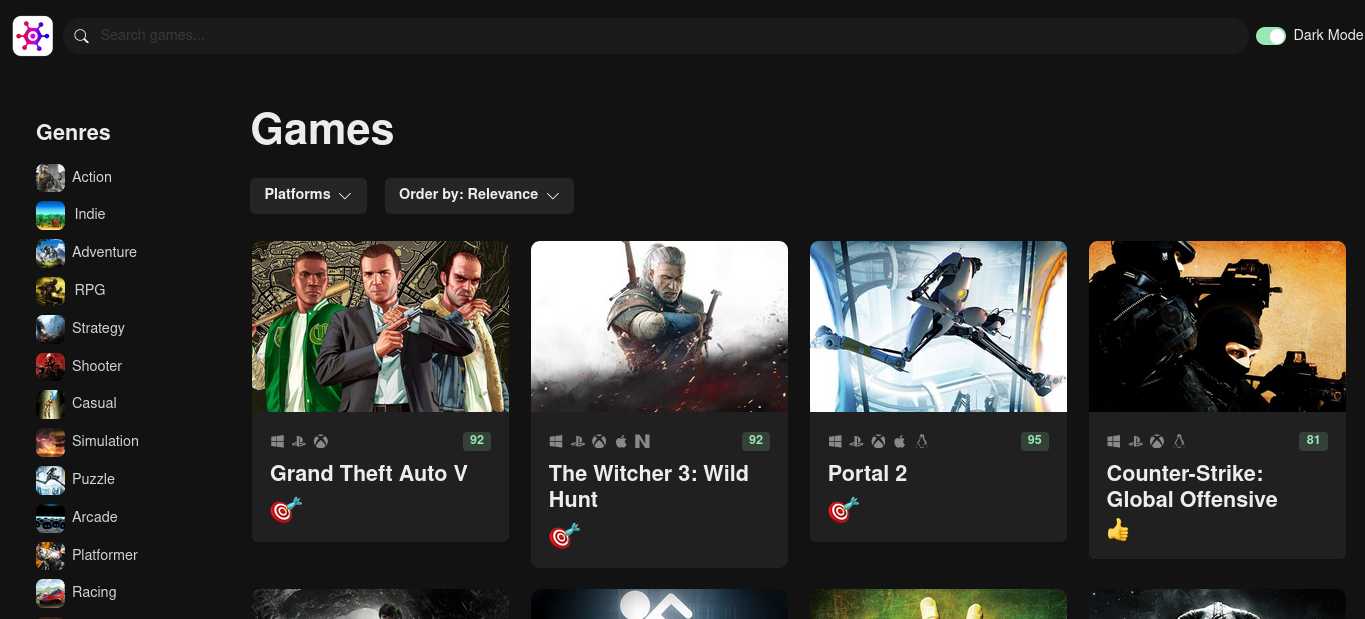 Search games...
Dark Mode
Genres
Action
Indie
Adventure
RPG
Strategy
Shooter
Casual
Simulation
Puzzle
Arcade
Platformer
Racing
Games
Platforms
Order by: Relevance
92
Grand Theft Auto V
92
The Witcher 3: Wild
Hunt
95
Portal 2
81
Counter-Strike:
Global Offensive